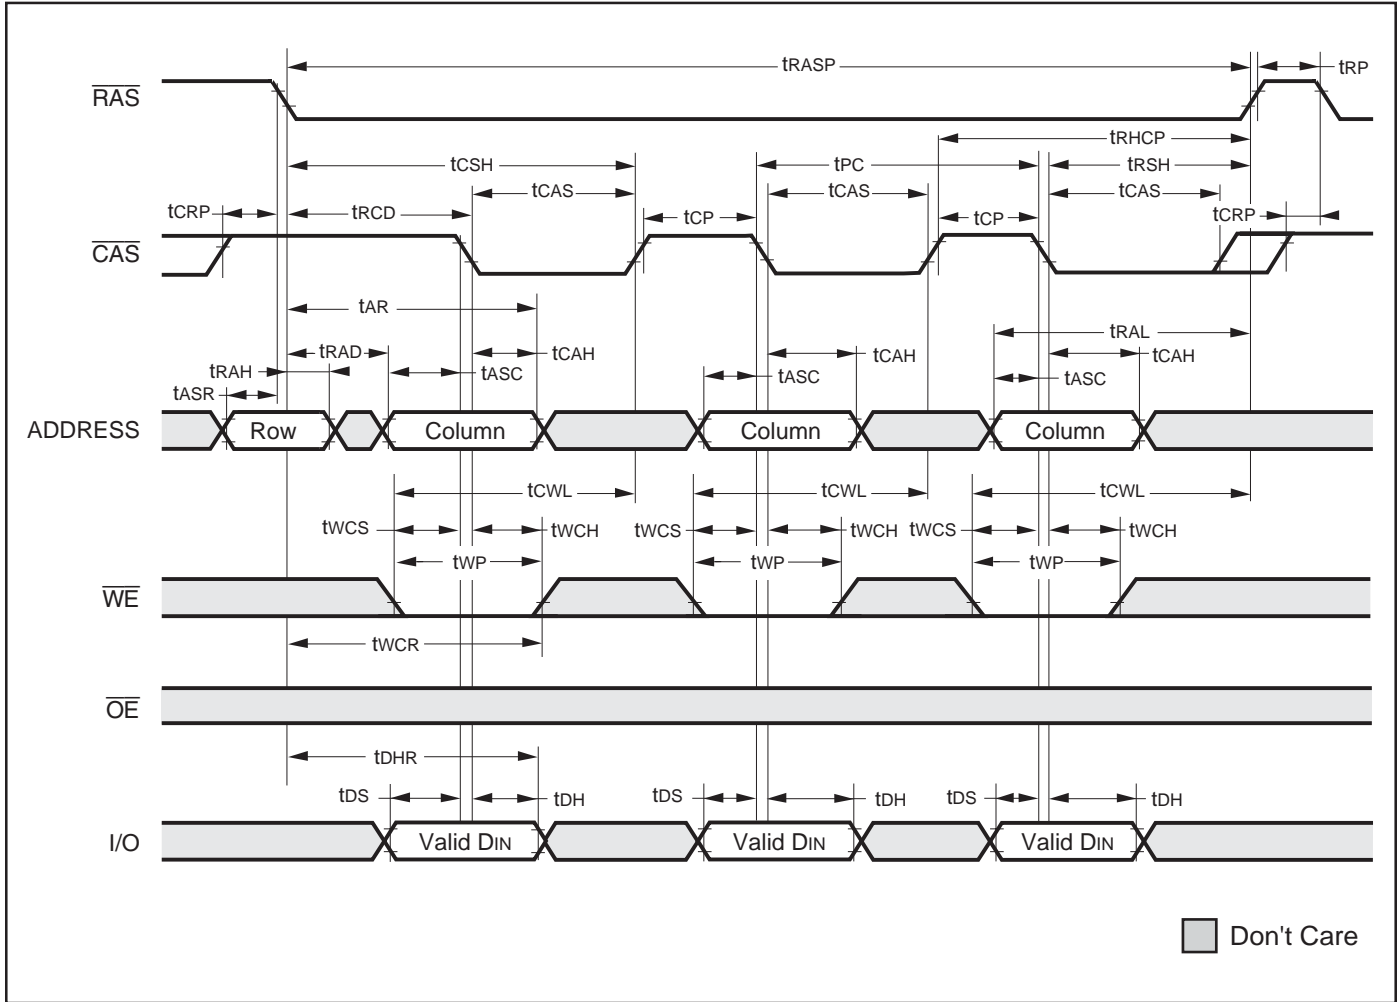 tRASP tRP
RAS
tRHCP
tCSH tPC tRSH
tCAS tCAS tCAS
tCRP tRCD tCP tCP tCRP
CAS
tAR
tRAL
tRAD tCAH tCAH tCAH
tRAH tASC tASC tASC
tASR
ADDRESS Row Column Column Column
tCWL tCWL tCWL
tWCS tWCH tWCS tWCH tWCS tWCH
tWP tWP tWP
WE
tWCR
OE
tDHR
tDS tDH tDS tDH tDS tDH
I/O Valid DIN Valid DIN Valid DIN
Don't Care